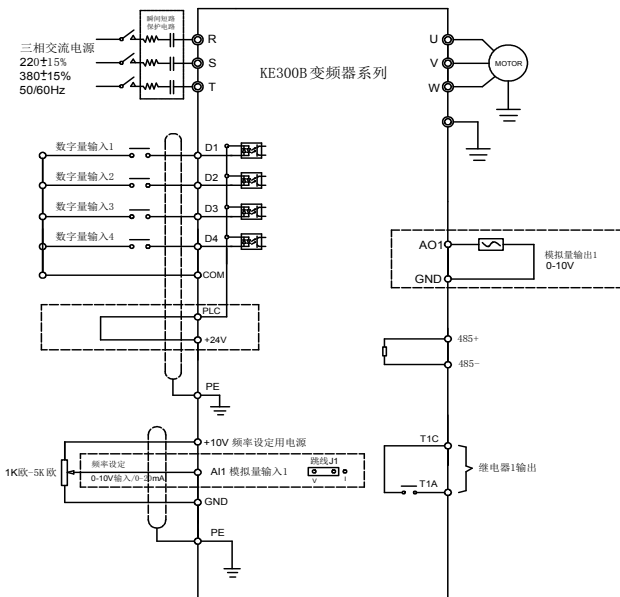 瞬间短路
保护电路
三相交流电源
220±15%
380±15%
50/60Hz
R
S
T
KE300B变频器系列
U
V
W
MOTOR
数字量输入1
D1
数字量输入2
D2
数字量输入3
D3
数字量输入4
D4
COM
PLC
+24V
PE
AO1
GND
模拟量输出1
0-10V
485+
485-
+10V 频率设定用电源
频率设定
0-10V输入/0-20mA
AI1 模拟量输入1
跳线J1
V
I
1K欧-5K欧
GND
PE
T1C
T1A
继电器1输出